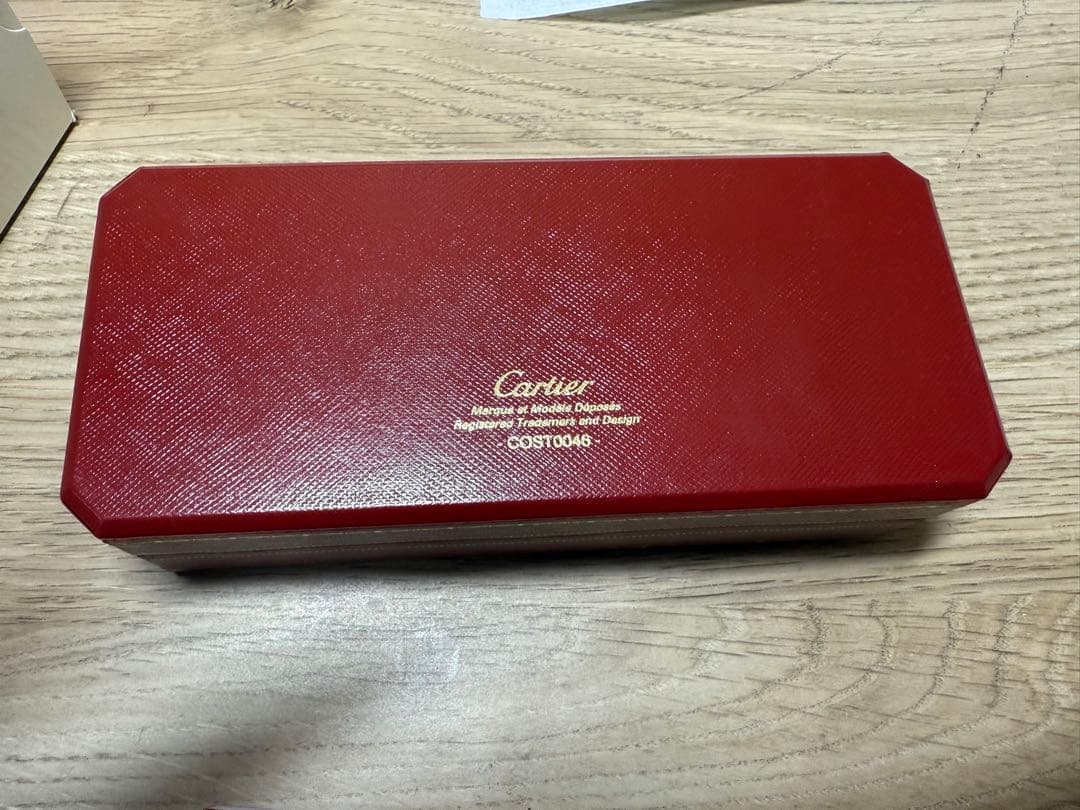 Cartier
Marque et Modèle Déposés
Registered Trademark and Design
COST0046